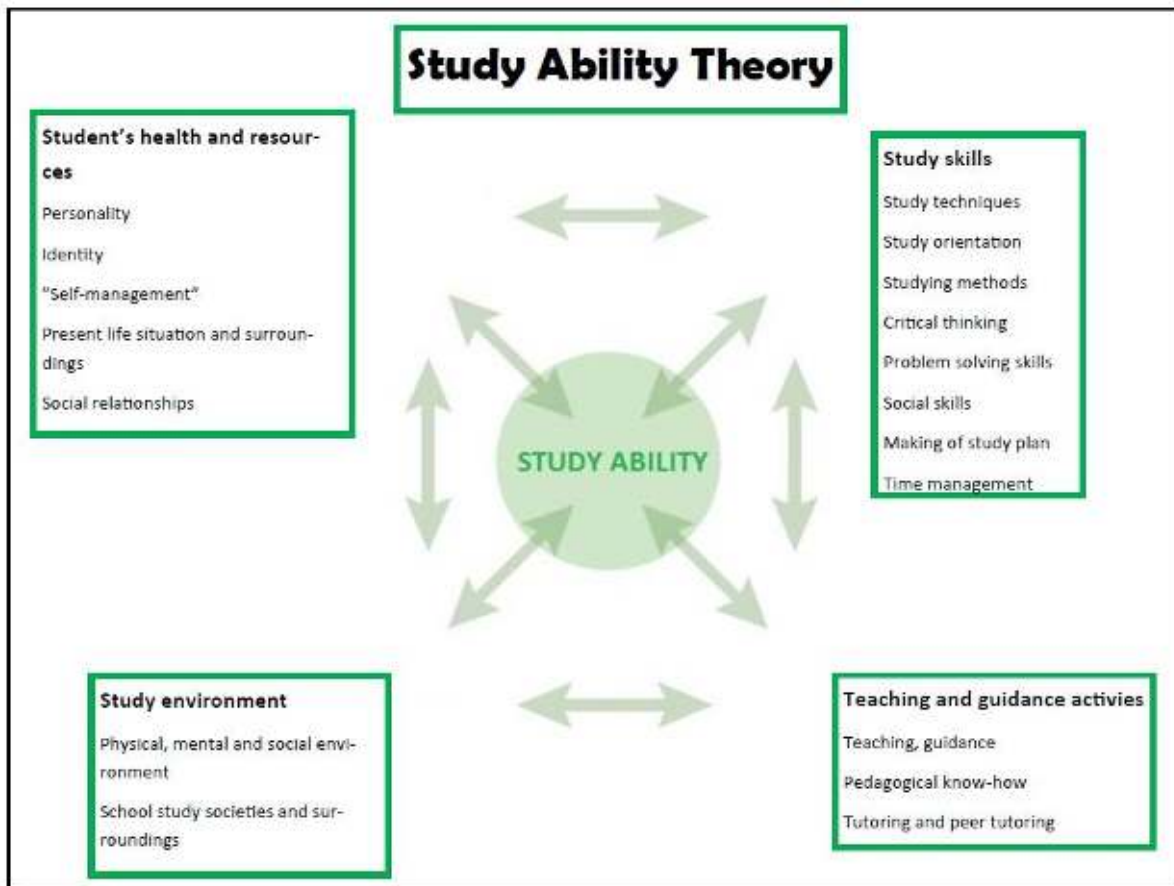 Study Ability Theory
Student's health and resour-
ces
Personality
Identity
"Self-management"
Present life situation and surroun-
dings
Social relationships
Study skills
Study techniques
Study orientation
Studying methods
Critical thinking
Problem solving skills
Social skills
Making of study plan
Time management
STUDY ABILITY
Study environment
Physical, mental and social envi-
ronment
School study societies and sur-
roundings
Teaching and guidance activies
Teaching, guidance
Pedagogical know-how
Tutoring and peer tutoring